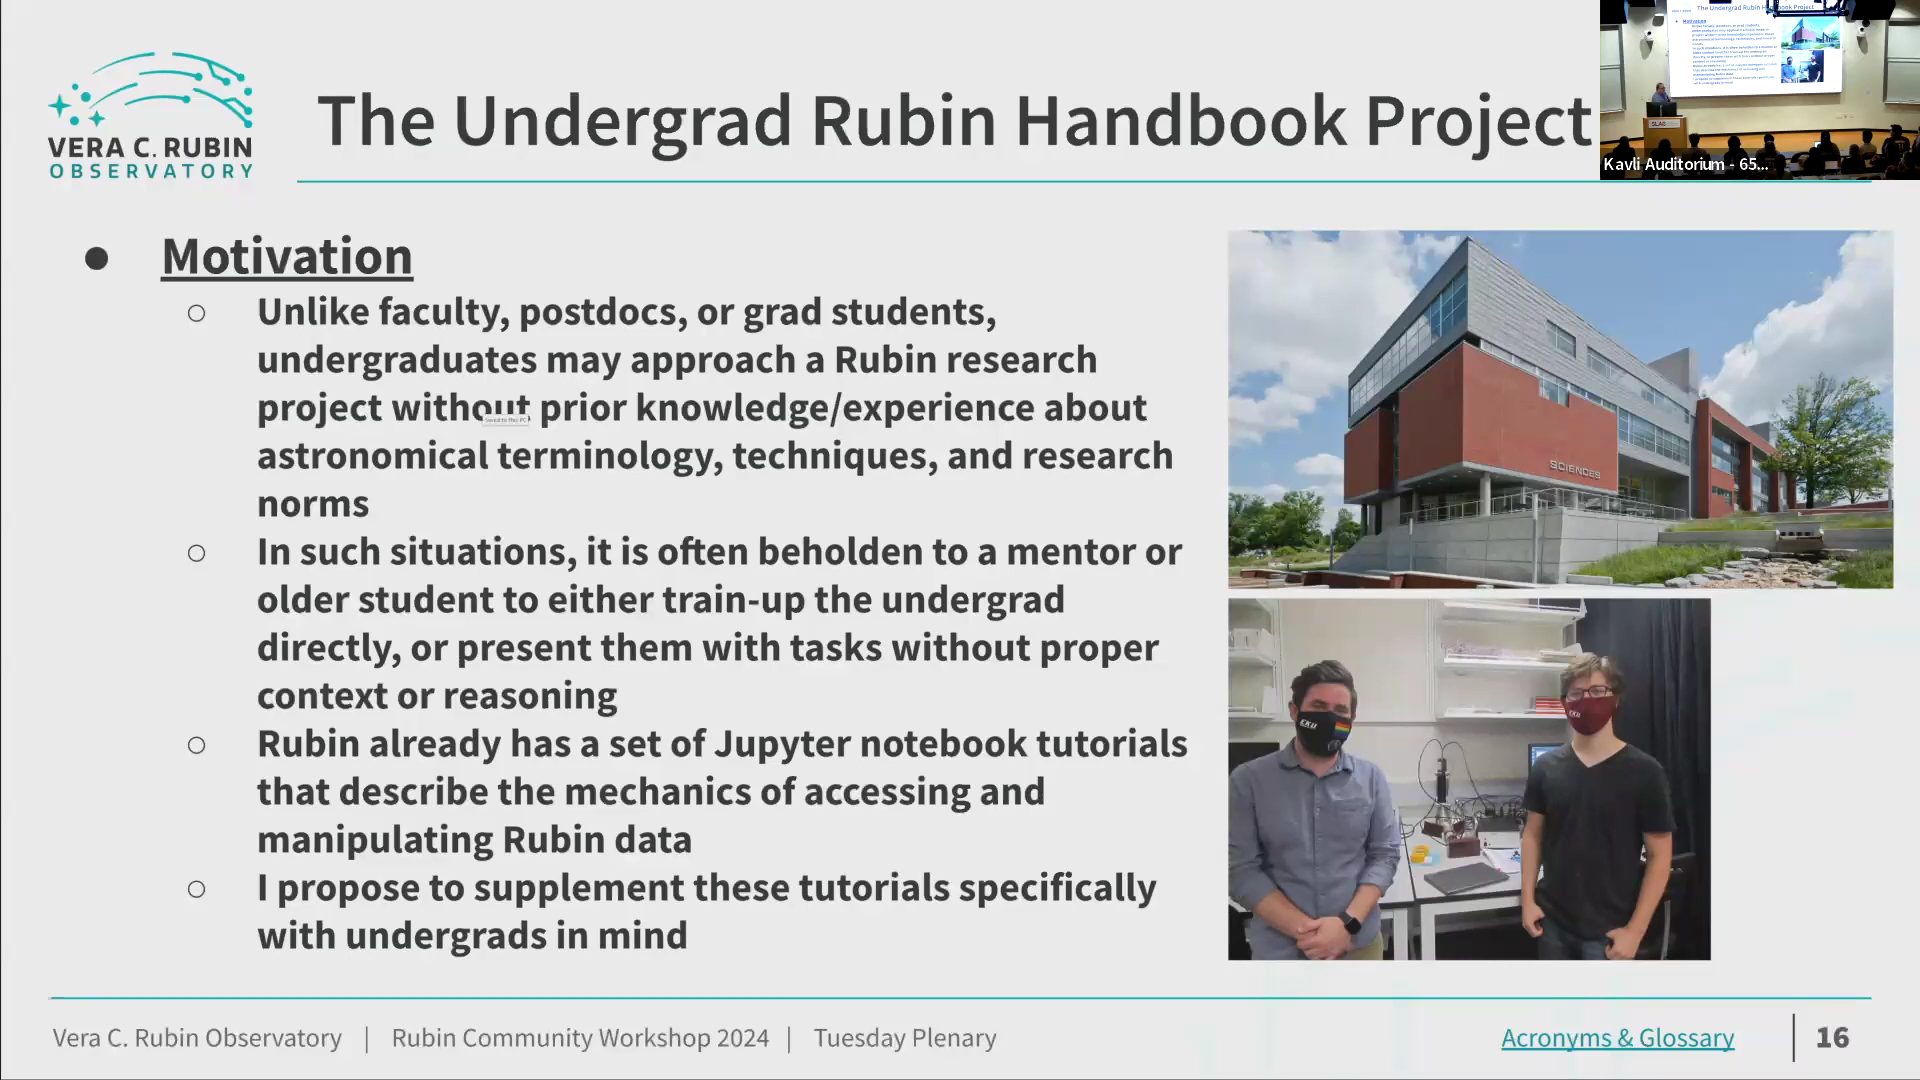 The Undergrad Rubin Handbook Project
VERA C. RUBIN
OBSERVATORY
Kavli Auditorium - 65...
Motivation
Unlike faculty, postdocs, or grad students,
undergraduates may approach a Rubin research
project without prior knowledge/experience about
astronomical terminology, techniques, and research
norms
In such situations, it is often beholden to a mentor or
older student to either train-up the undergrad
directly, or present them with tasks without proper
context or reasoning
Rubin already has a set of Jupyter notebook tutorials
that describe the mechanics of accessing and
manipulating Rubin data
I propose to supplement these tutorials specifically
with undergrads in mind
SCIENCES
EKU
EKU
Vera C. Rubin Observatory | Rubin Community Workshop 2024 | Tuesday Plenary
Acronyms & Glossary
16